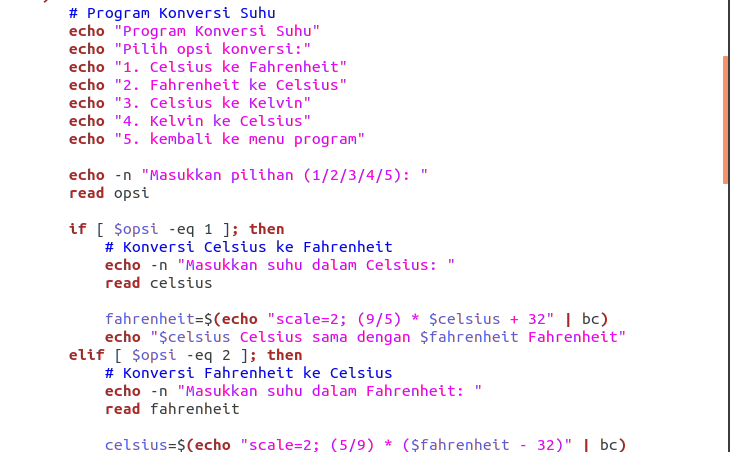 # Program Konversi Suhu
echo "Program Konversi Suhu"
echo "Pilih opsi konversi:"
echo "1. Celsius ke Fahrenheit"
echo "2. Fahrenheit ke Celsius"
echo "3. Celsius ke Kelvin"
echo "4. Kelvin ke Celsius"
echo "5. kembali ke menu program"
echo -n "Masukkan pilihan (1/2/3/4/5): "
read opsi
if [ $opsi -eq 1 ]; then
# Konversi Celsius ke Fahrenheit
echo -n "Masukkan suhu dalam Celsius: "
read celsius
fahrenheit=$(echo "scale=2; (9/5) * $celsius + 32" | bc)
echo "$celsius Celsius sama dengan $fahrenheit Fahrenheit"
elif [ $opsi -eq 2 ]; then
# Konversi Fahrenheit ke Celsius
echo -n "Masukkan suhu dalam Fahrenheit: "
read fahrenheit
celsius=$(echo "scale=2; (5/9) * ($fahrenheit - 32)" | bc)